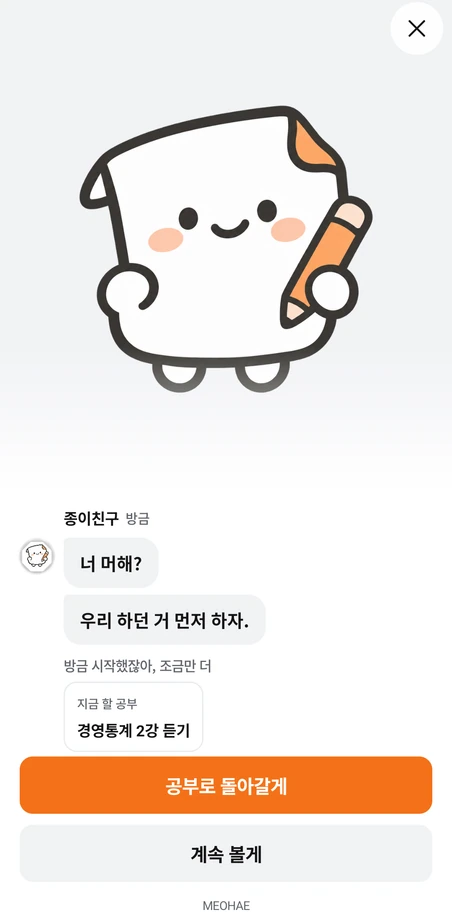 종이친구 방금
너 머해?
우리 하던 거 먼저 하자.
방금 시작했잖아, 조금만 더
지금 할 공부
경영통계 2강 듣기
공부로 돌아갈게
계속 볼게
MEOHAE